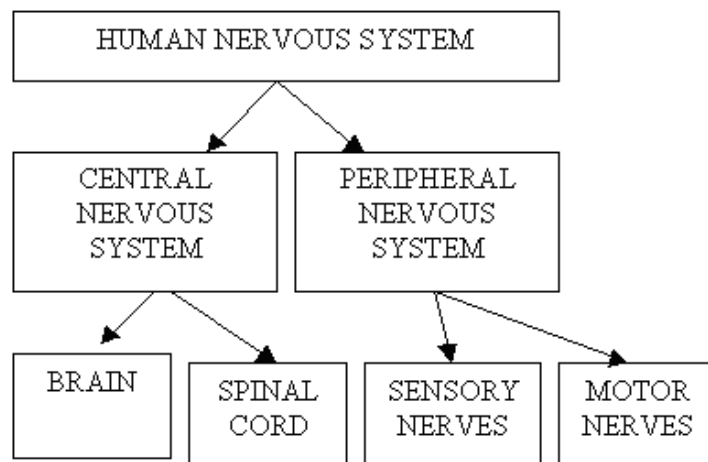 HUMAN NERVOUS SYSTEM
CENTRAL
NERVOUS
SYSTEM
PERIPHERAL
NERVOUS
SYSTEM
BRAIN
SPINAL
CORD
SENSORY
NERVES
MOTOR
NERVES